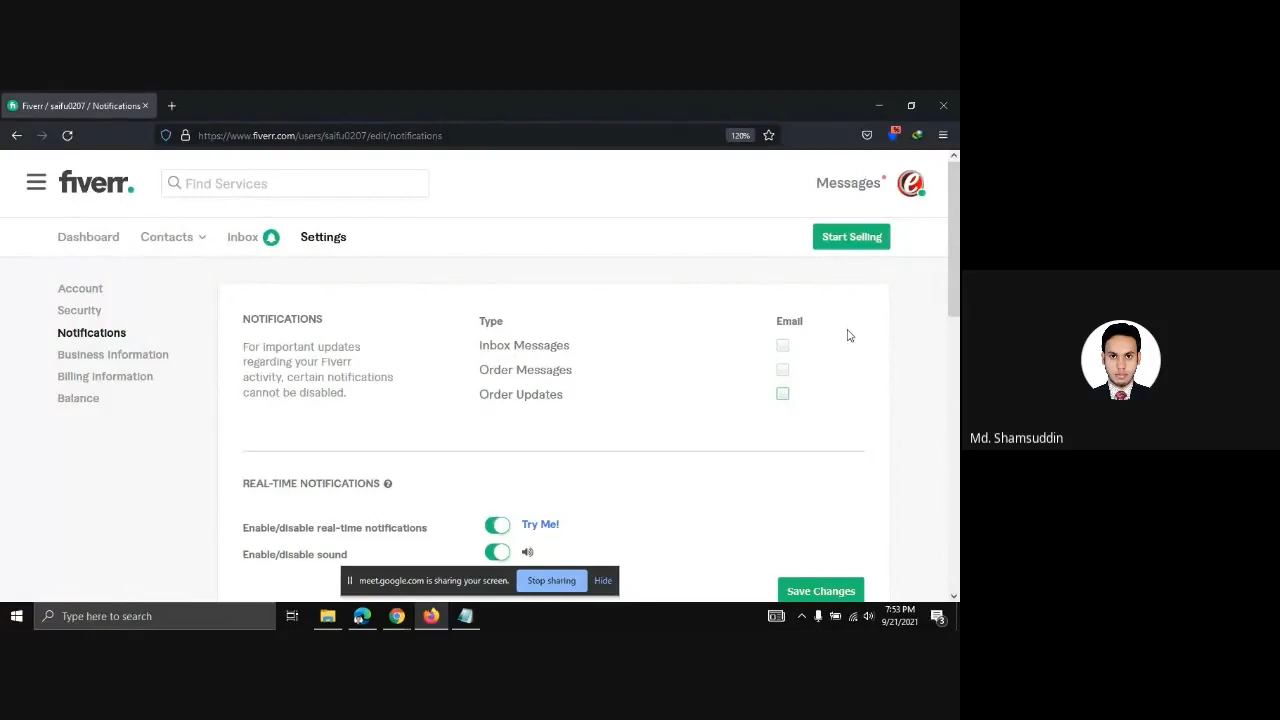 Fiverr / saifu0207 / Notifications
https://www.fiverr.com/users/saifu0207/edit/notifications
120%
fiverr.
Find Services
Messages
Dashboard
Contacts
Inbox
Settings
Start Selling
Account
Security
Notifications
Business Information
Billing Information
Balance
NOTIFICATIONS
For important updates
regarding your Fiverr
activity, certain notifications
cannot be disabled.
Type
Email
Inbox Messages
Order Messages
Order Updates
REAL-TIME NOTIFICATIONS
Enable/disable real-time notifications
Try Me!
Enable/disable sound
meet.google.com is sharing your screen.
Stop sharing
Hide
Save Changes
Type here to search
7:53 PM
9/21/2021
3
Md. Shamsuddin